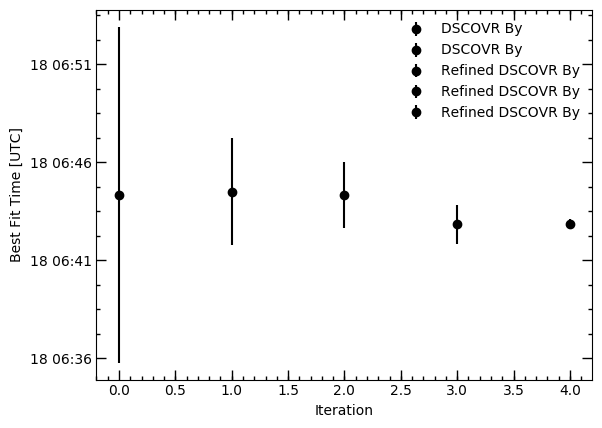 DSCOVR By
DSCOVR By
Refined DSCOVR By
Refined DSCOVR By
Refined DSCOVR By
18 06:51
18 06:46
18 06:41
18 06:36
Best Fit Time [UTC]
0.0 0.5 1.0 1.5 2.0 2.5 3.0 3.5 4.0
Iteration